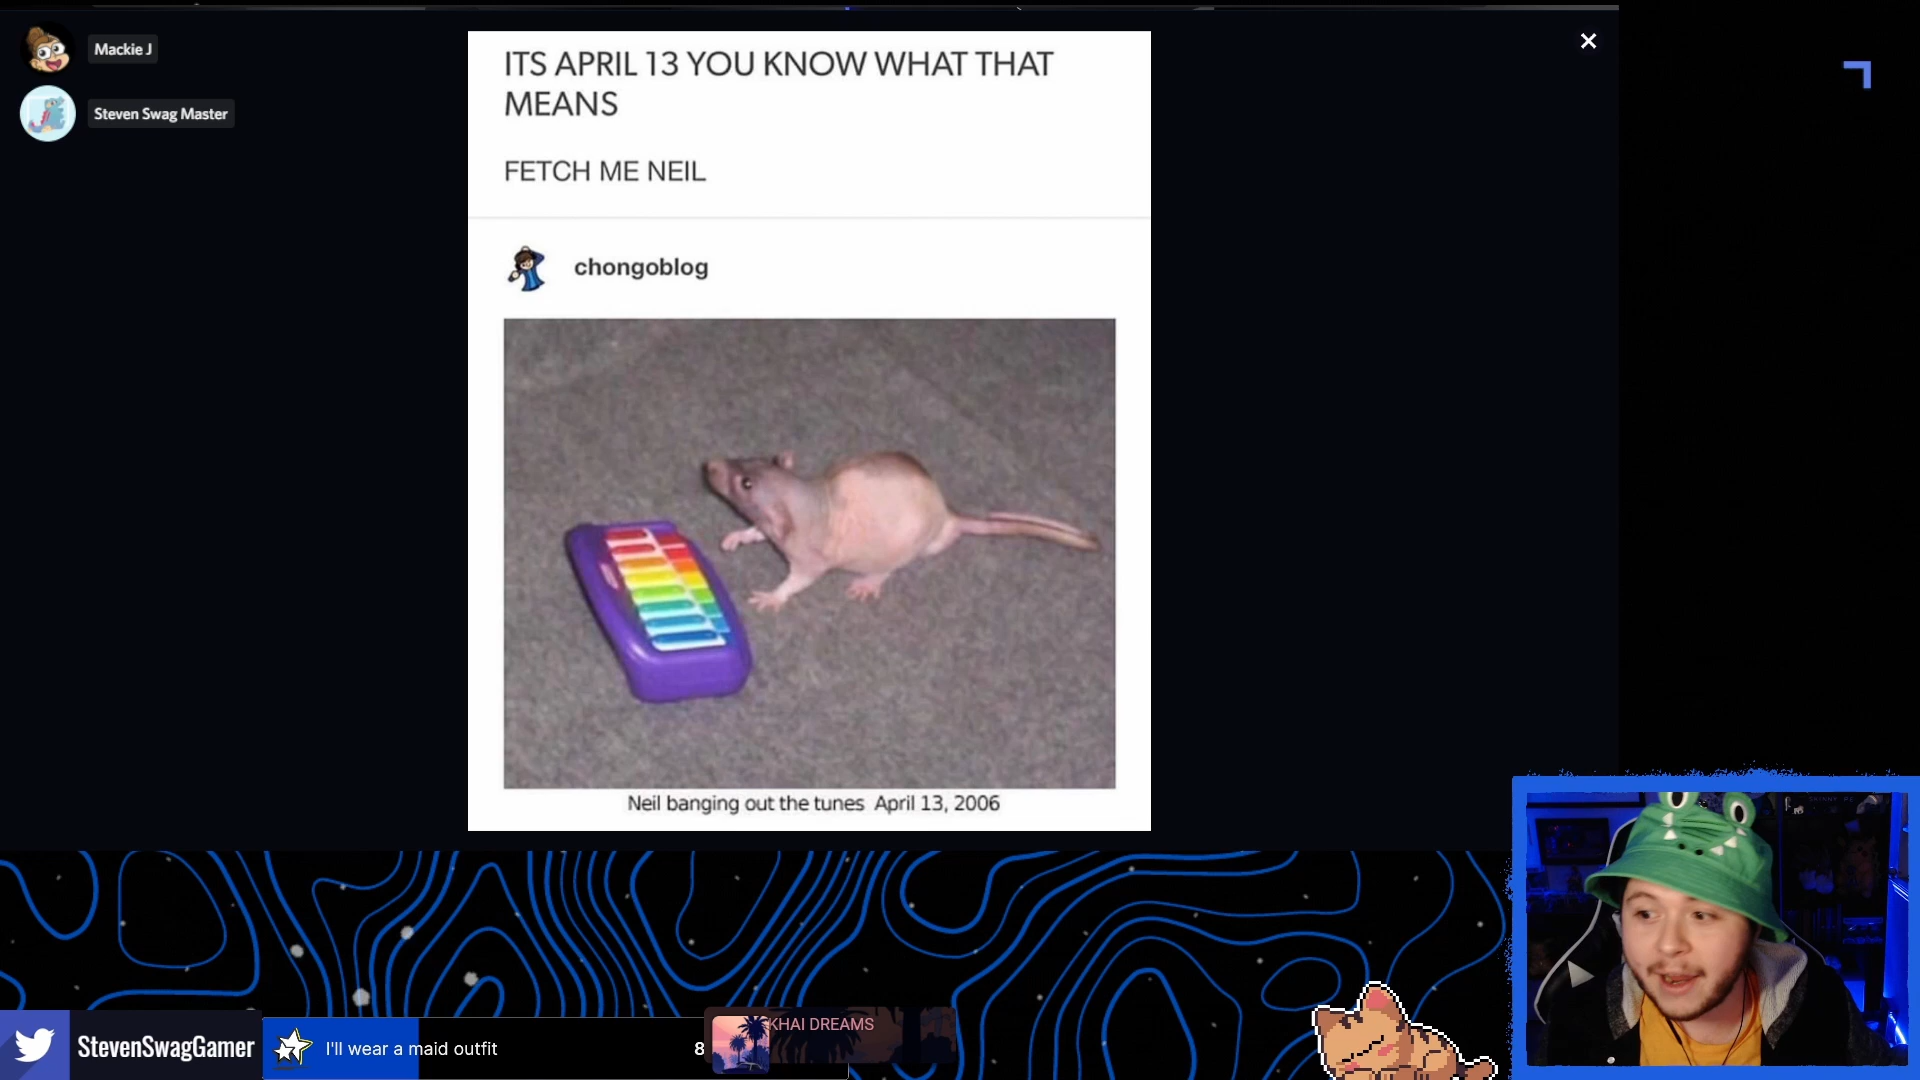 Mackie J
Steven Swag Master
ITS APRIL 13 YOU KNOW WHAT THAT
MEANS
FETCH ME NEIL
chongoblog
Neil banging out the tunes April 13, 2006
StevenSwagGamer
I'll wear a maid outfit
8
KHAI DREAMS